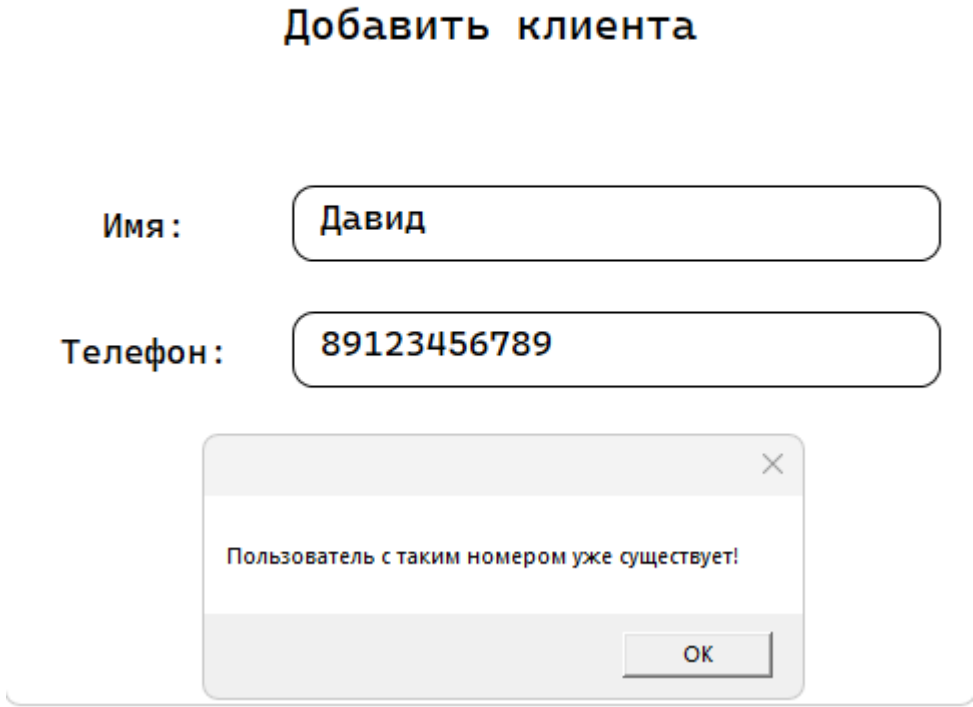 Добавить клиента
Имя:
Давид
Телефон:
89123456789
Пользователь с таким номером уже существует!
OK